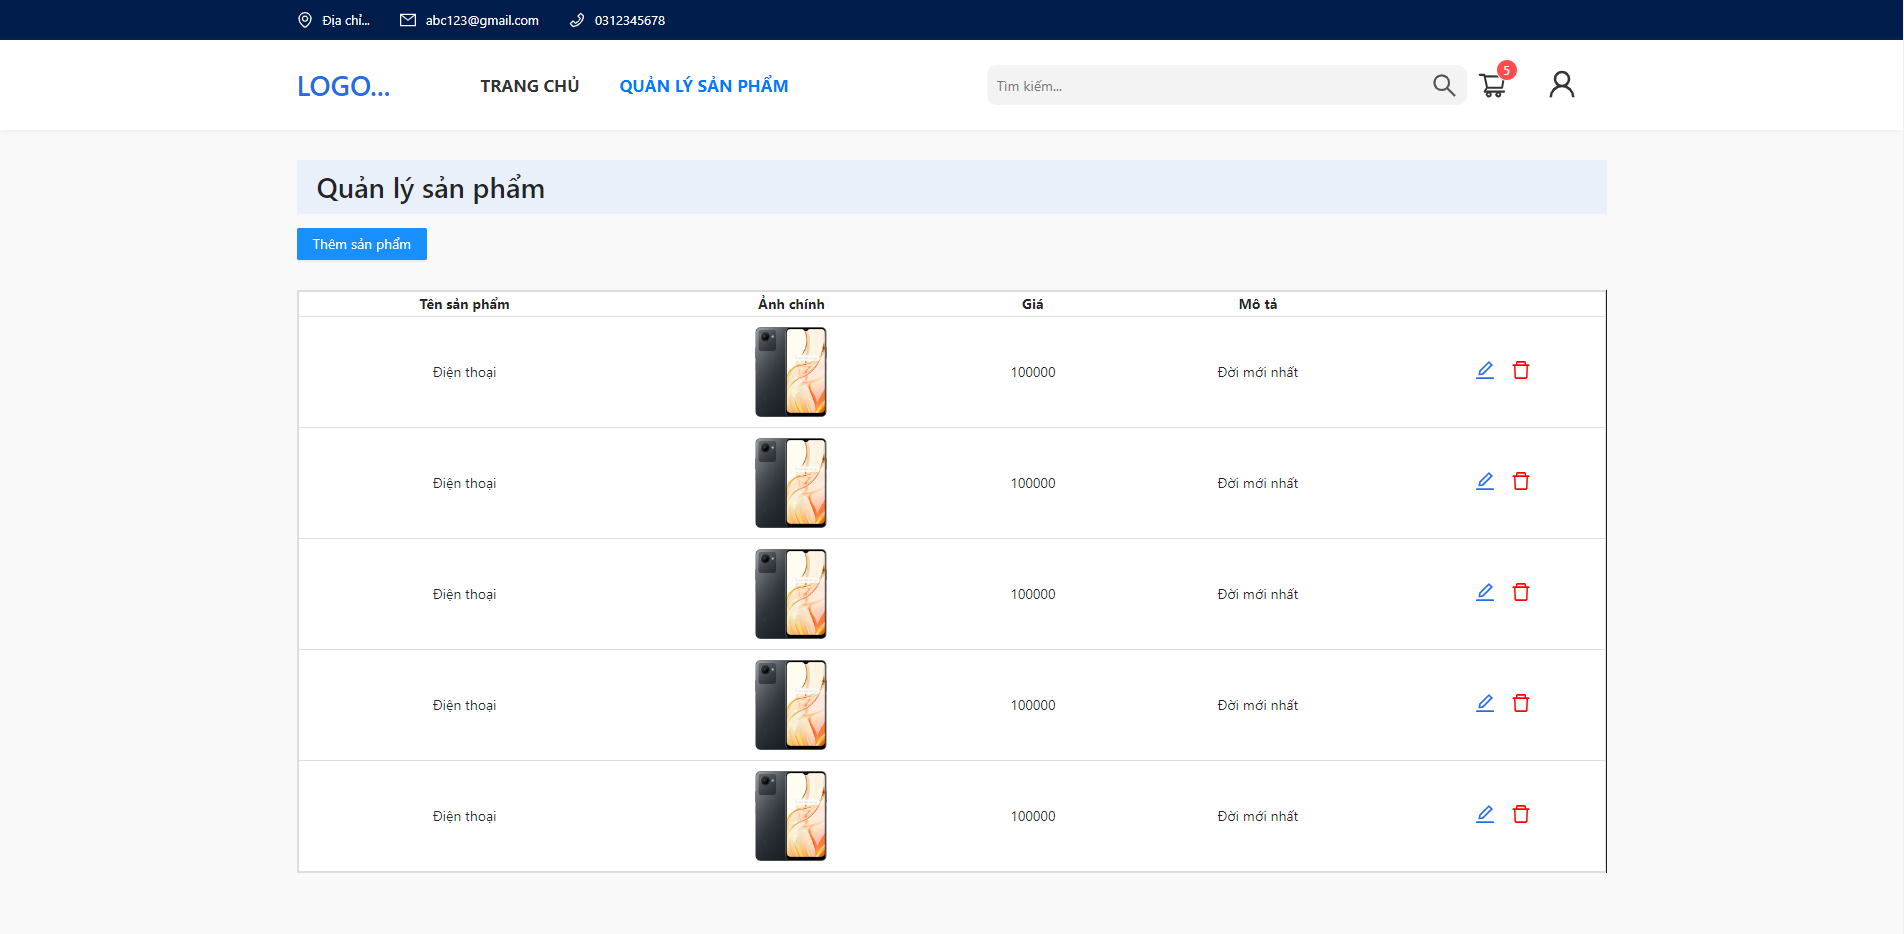 Địa chỉ... abc123@gmail.com 0312345678
LOGO... TRANG CHỦ QUẢN LÝ SẢN PHẨM Tìm kiếm... 5
Quản lý sản phẩm
Thêm sản phẩm
Tên sản phẩm Ảnh chính Giá Mô tả
Điện thoại 100000 Đời mới nhất
Điện thoại 100000 Đời mới nhất
Điện thoại 100000 Đời mới nhất
Điện thoại 100000 Đời mới nhất
Điện thoại 100000 Đời mới nhất